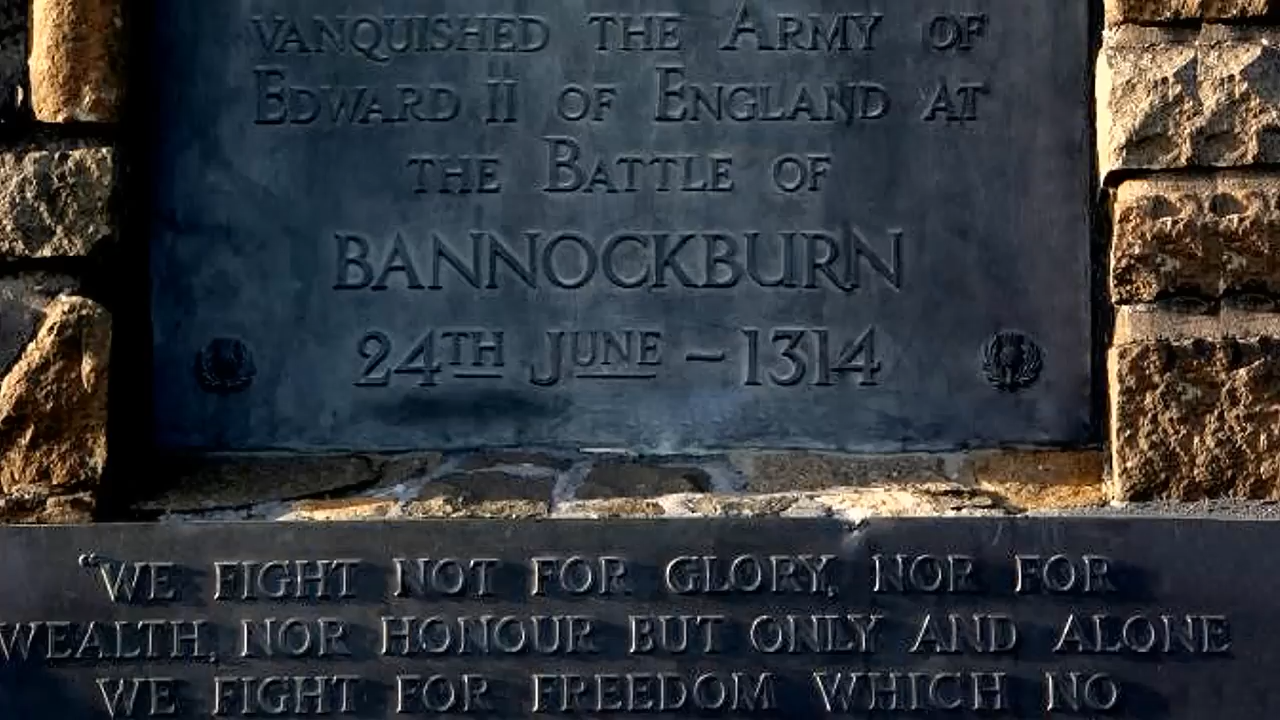 VANQUISHED THE ARMY OF
EDWARD II OF ENGLAND AT
THE BATTLE OF
BANNOCKBURN
24TH JUNE – 1314
"WE FIGHT NOT FOR GLORY, NOR FOR
WEALTH, NOR HONOUR BUT ONLY AND ALONE
WE FIGHT FOR FREEDOM WHICH NO